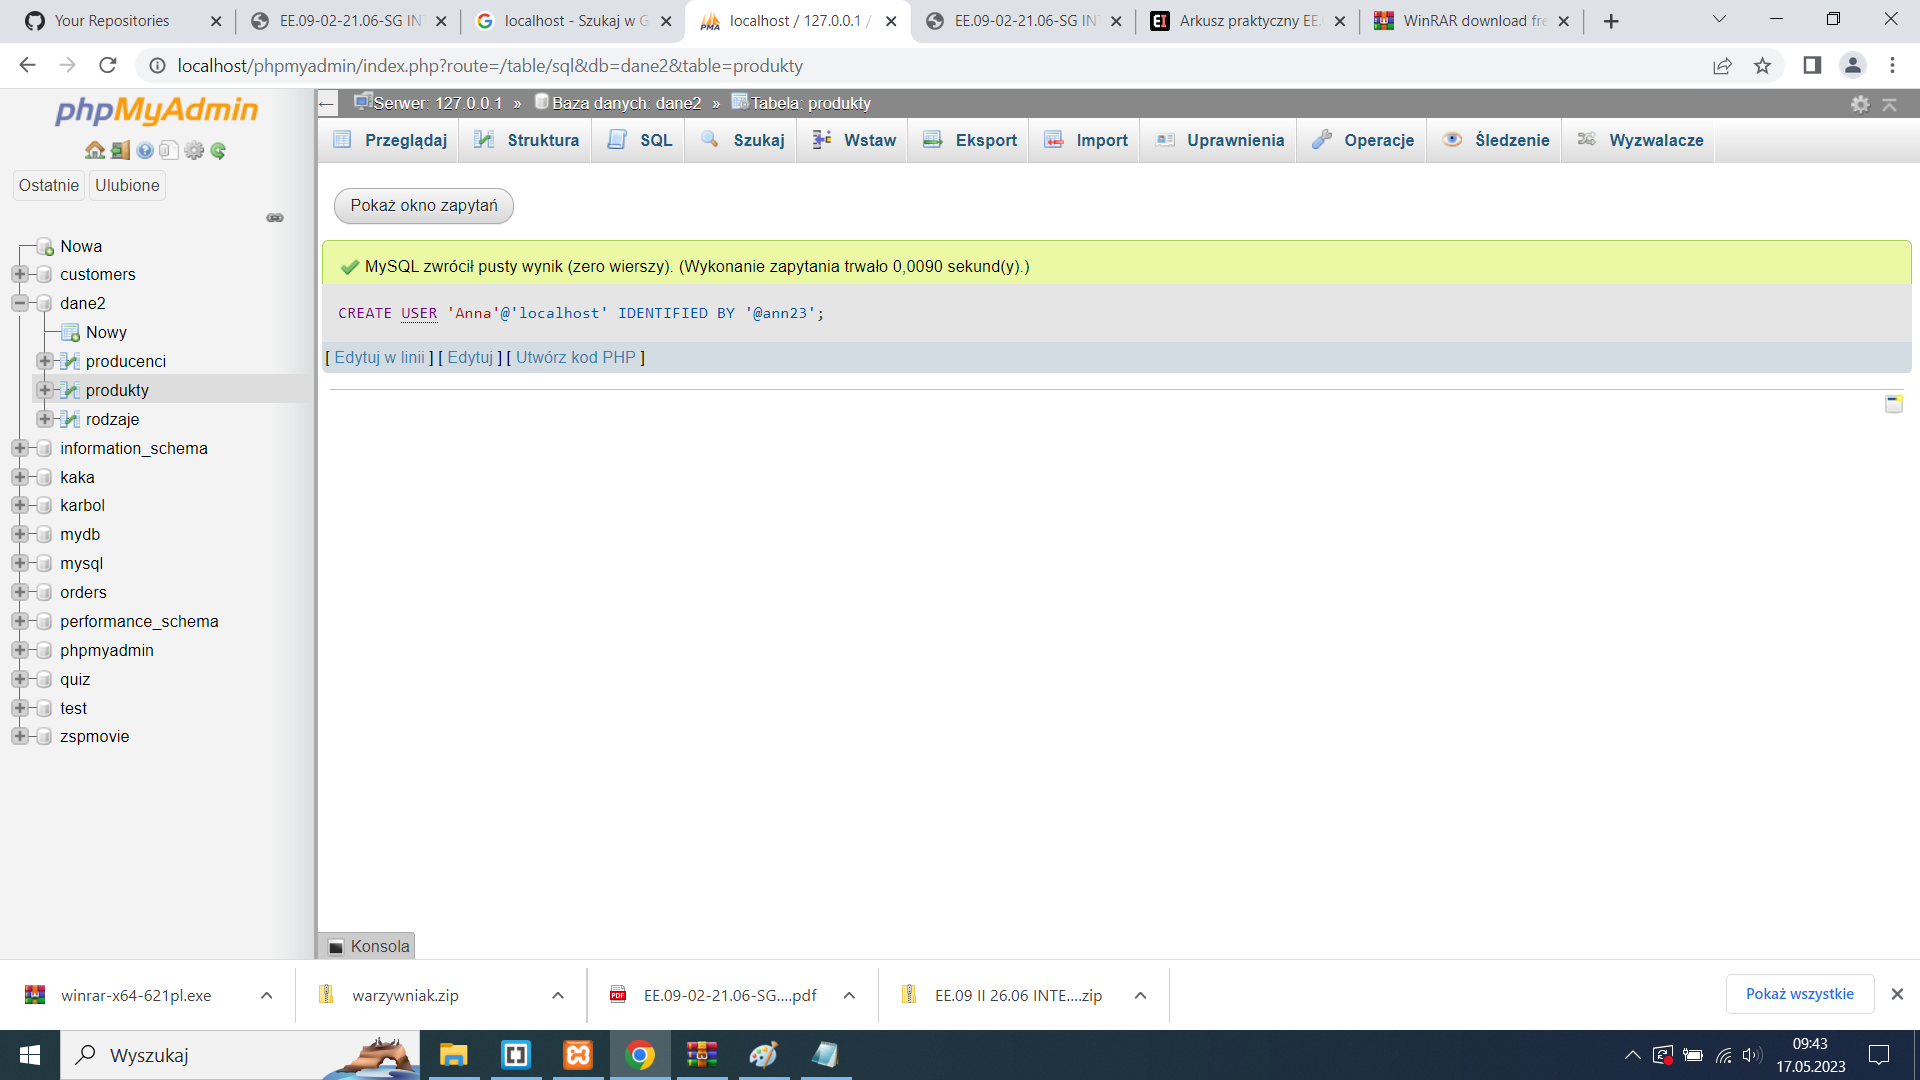 Your Repositories
EE.09-02-21.06-SG IN
localhost - Szukaj w G
localhost / 127.0.0.1 /
EE.09-02-21.06-SG IN
Arkusz praktyczny EE.
WinRAR download fre
localhost/phpmyadmin/index.php?route=/table/sql&db=dane2&table=produkty
phpMyAdmin
Ostatnie
Ulubione
Nowa
customers
dane2
Nowy
producenci
produkty
rodzaje
information_schema
kaka
karbol
mydb
mysql
orders
performance_schema
phpmyadmin
quiz
test
zspmovie
Serwer: 127.0.0.1 » Baza danych: dane2 » Tabela: produkty
Przeglądaj
Struktura
SQL
Szukaj
Wstaw
Eksport
Import
Uprawnienia
Operacje
Śledzenie
Wyzwalacze
Pokaż okno zapytań
MySQL zwrócił pusty wynik (zero wierszy). (Wykonanie zapytania trwało 0,0090 sekund(y).)
CREATE USER 'Anna'@'localhost' IDENTIFIED BY '@ann23';
[ Edytuj w linii ] [ Edytuj ] [ Utwórz kod PHP ]
Konsola
winrar-x64-621pl.exe
warzywniak.zip
EE.09-02-21.06-SG....pdf
EE.09 II 26.06 INTE....zip
Pokaż wszystkie
Wyszukaj
09:43
17.05.2023